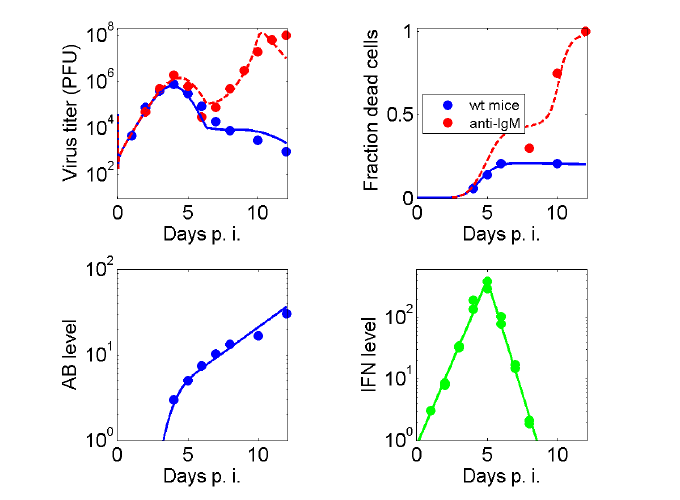 Virus titer (PFU)
10^8
10^6
10^4
10^2
0 5 10
Days p. i.
Fraction dead cells
1
0.5
0
wt mice
anti-IgM
0 5 10
Days p. i.
AB level
10^2
10^1
10^0
0 5 10
Days p. i.
IFN level
10^2
10^1
10^0
0 5 10
Days p. i.